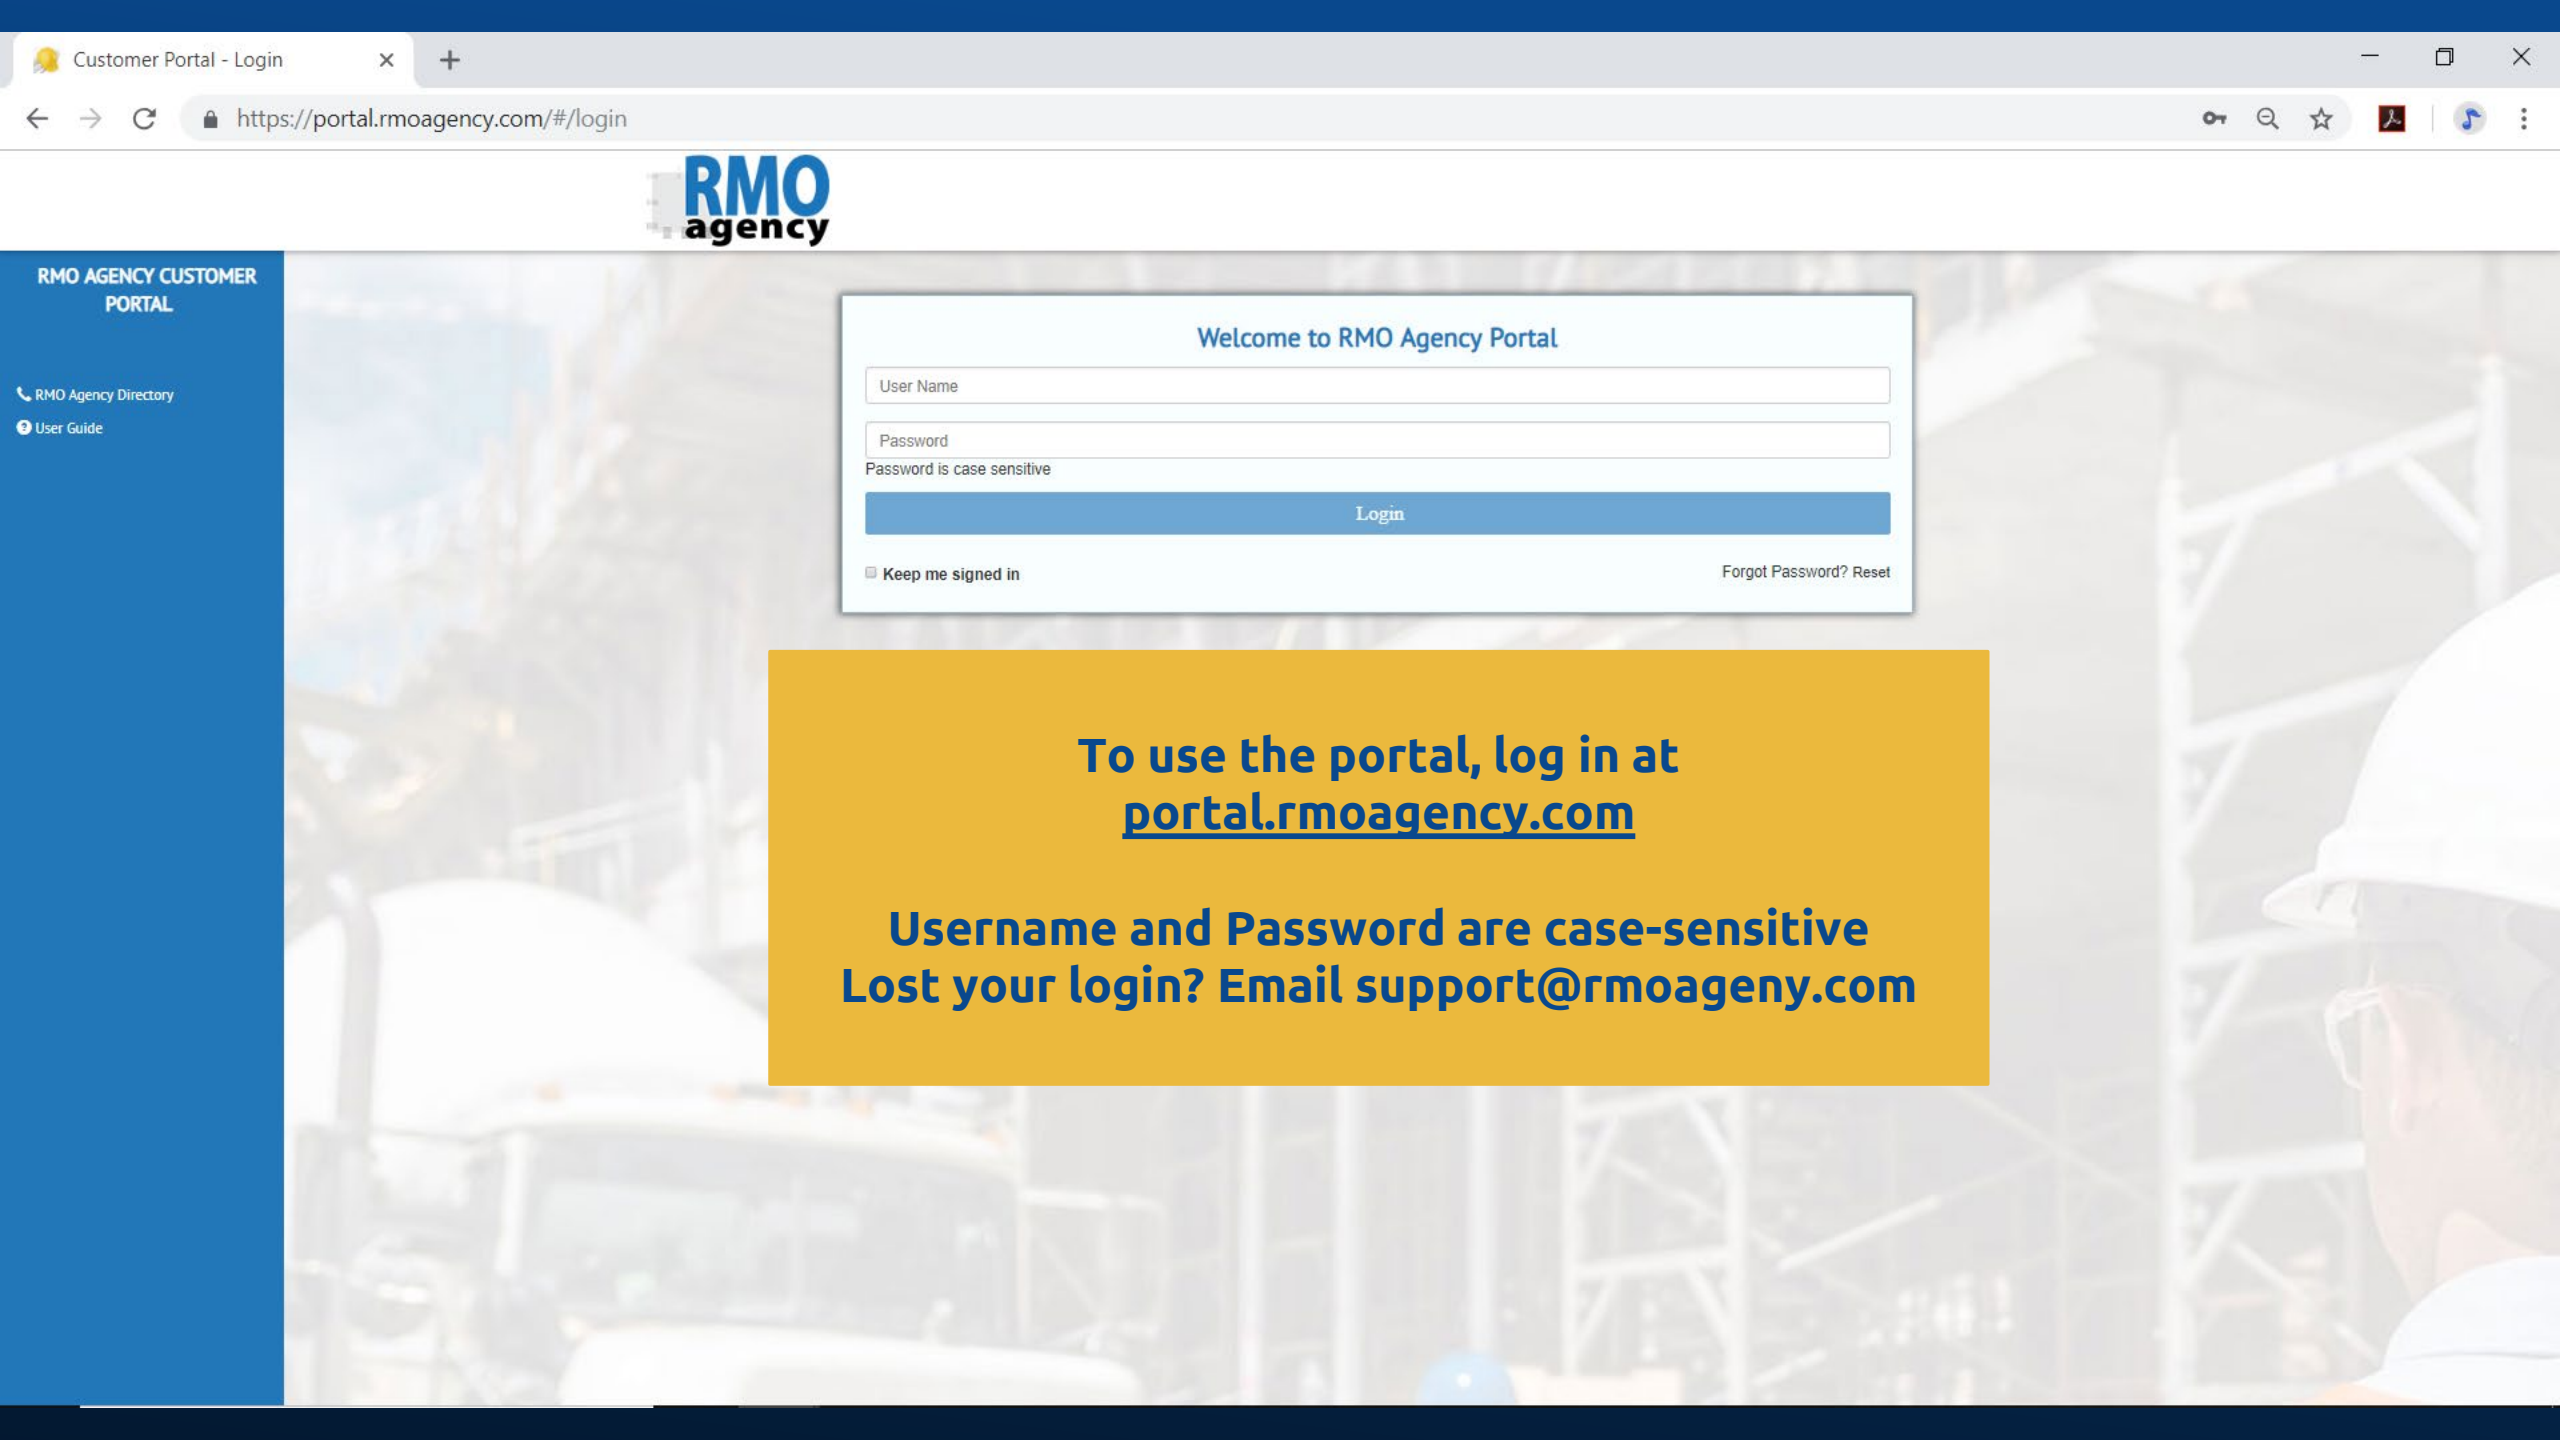 Customer Portal - Login
https://portal.rmoagency.com/#/login
RMO
agency
RMO AGENCY CUSTOMER
PORTAL
RMO Agency Directory
User Guide
Welcome to RMO Agency Portal
User Name
Password
Password is case sensitive
Login
Keep me signed in
Forgot Password? Reset
To use the portal, log in at
portal.rmoagency.com
Username and Password are case-sensitive
Lost your login? Email support@rmoageny.com